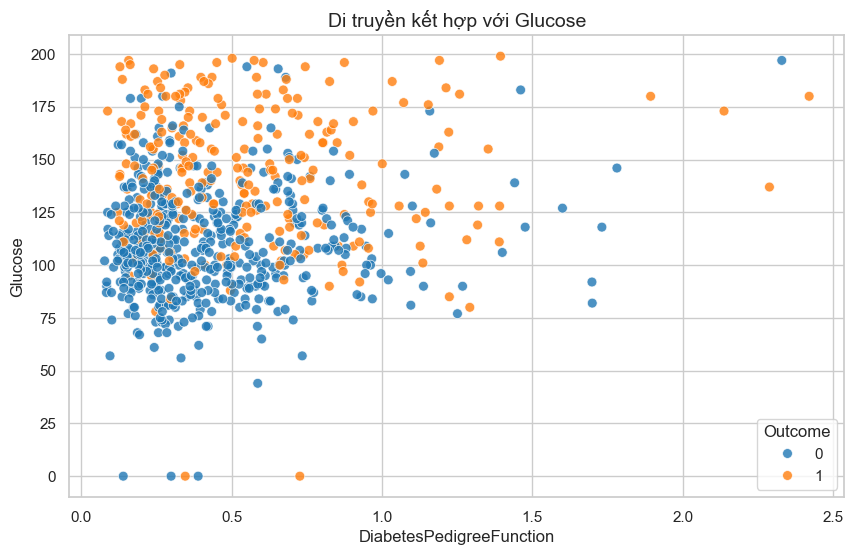 Di truyền kết hợp với Glucose
Glucose
200
175
150
125
100
75
50
25
0
Outcome
0
1
0.0 0.5 1.0 1.5 2.0 2.5
DiabetesPedigreeFunction